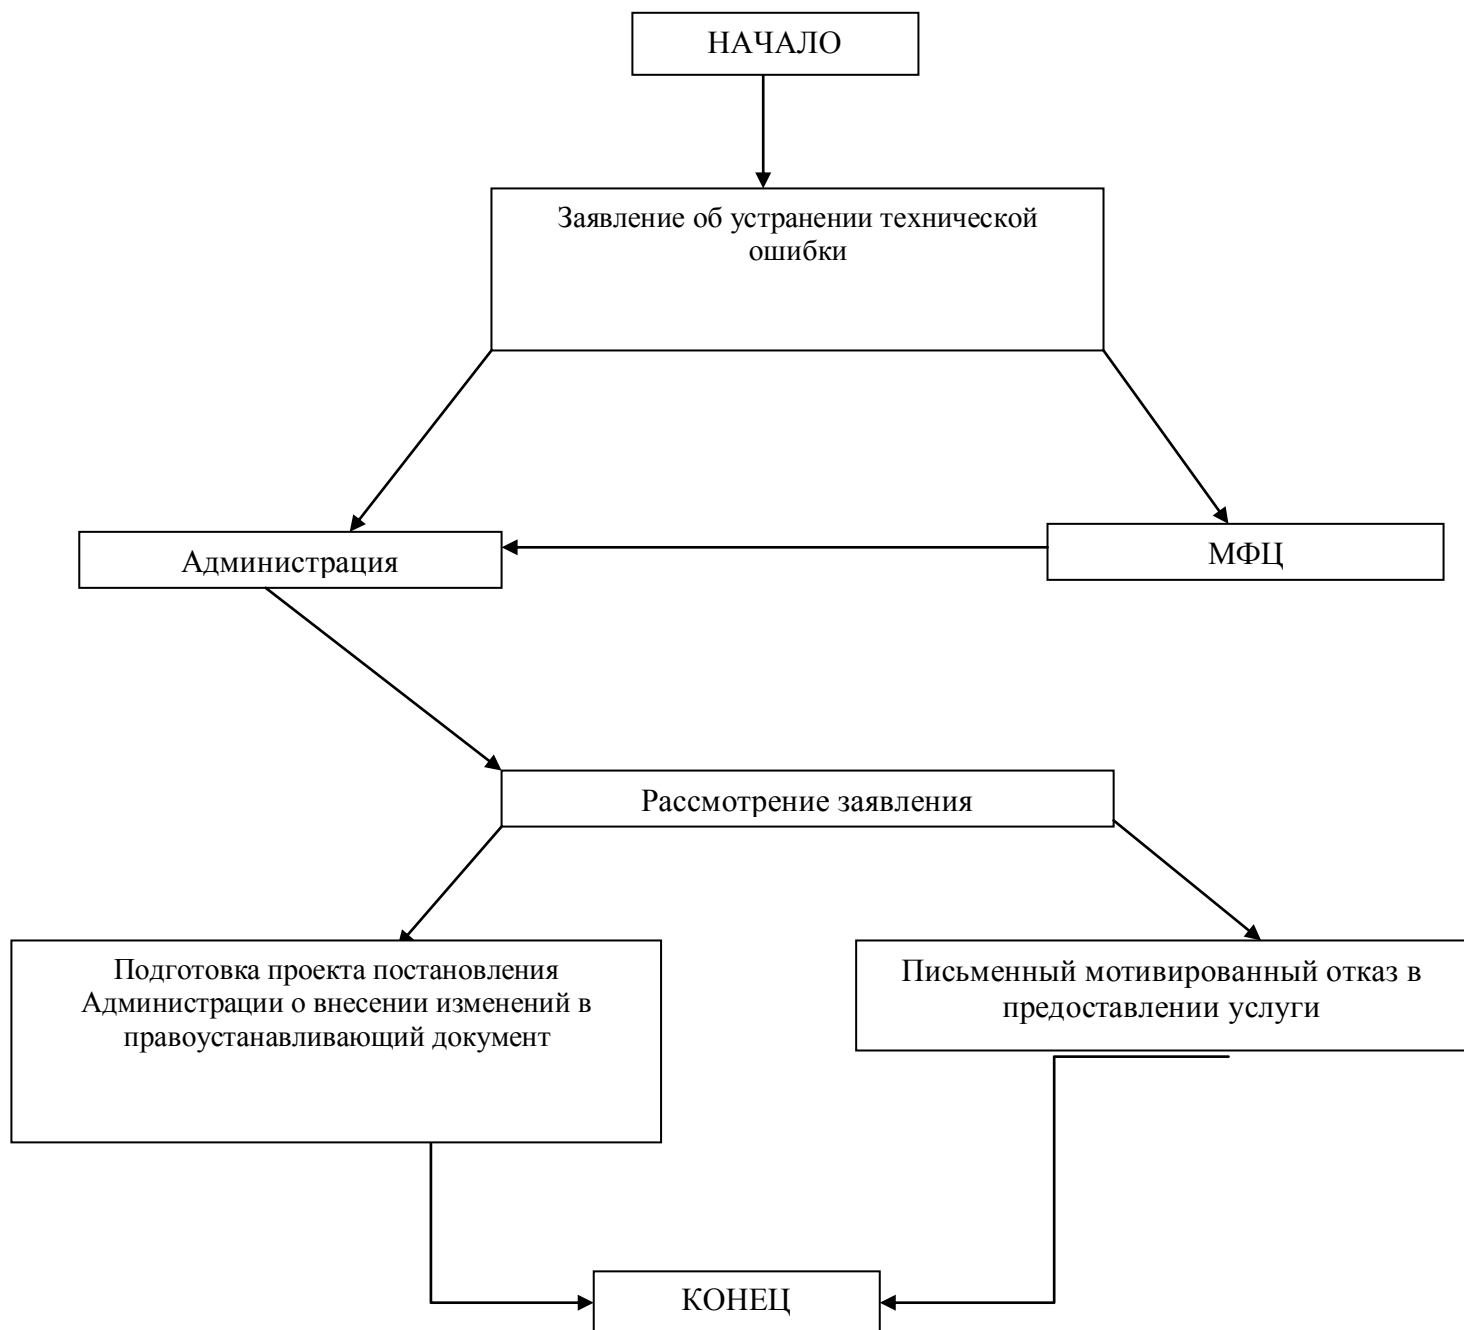 НАЧАЛО
Заявление об устранении технической
ошибки
Администрация
МФЦ
Рассмотрение заявления
Подготовка проекта постановления
Администрации о внесении изменений в
правоустанавливающий документ
Письменный мотивированный отказ в
предоставлении услуги
КОНЕЦ